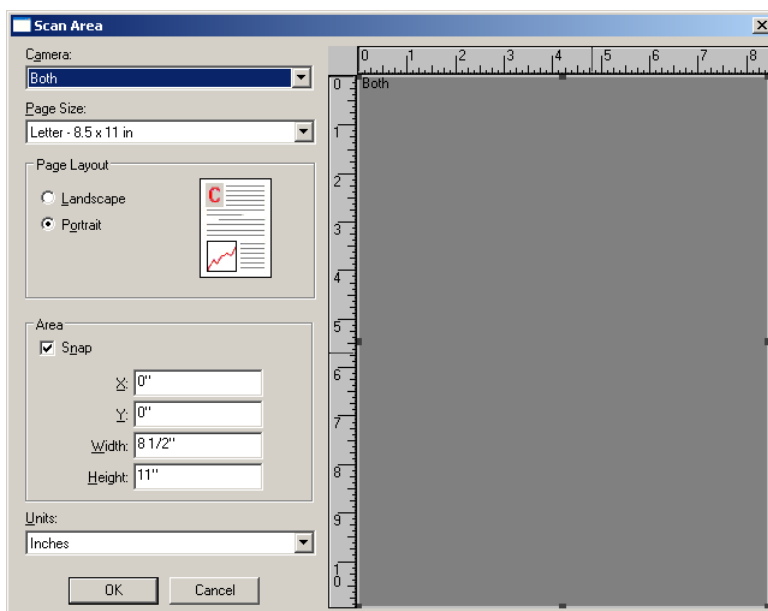 Scan Area
Camera:
Both
Page Size:
Letter - 8.5 x 11 in
Page Layout
Landscape
Portrait
C
Area
Snap
X: 0"
Y: 0"
Width: 8 1/2"
Height: 11"
Units:
Inches
OK
Cancel
0 1 2 3 4 5 6 7 8
Both
0
1
2
3
4
5
6
7
8
9
10